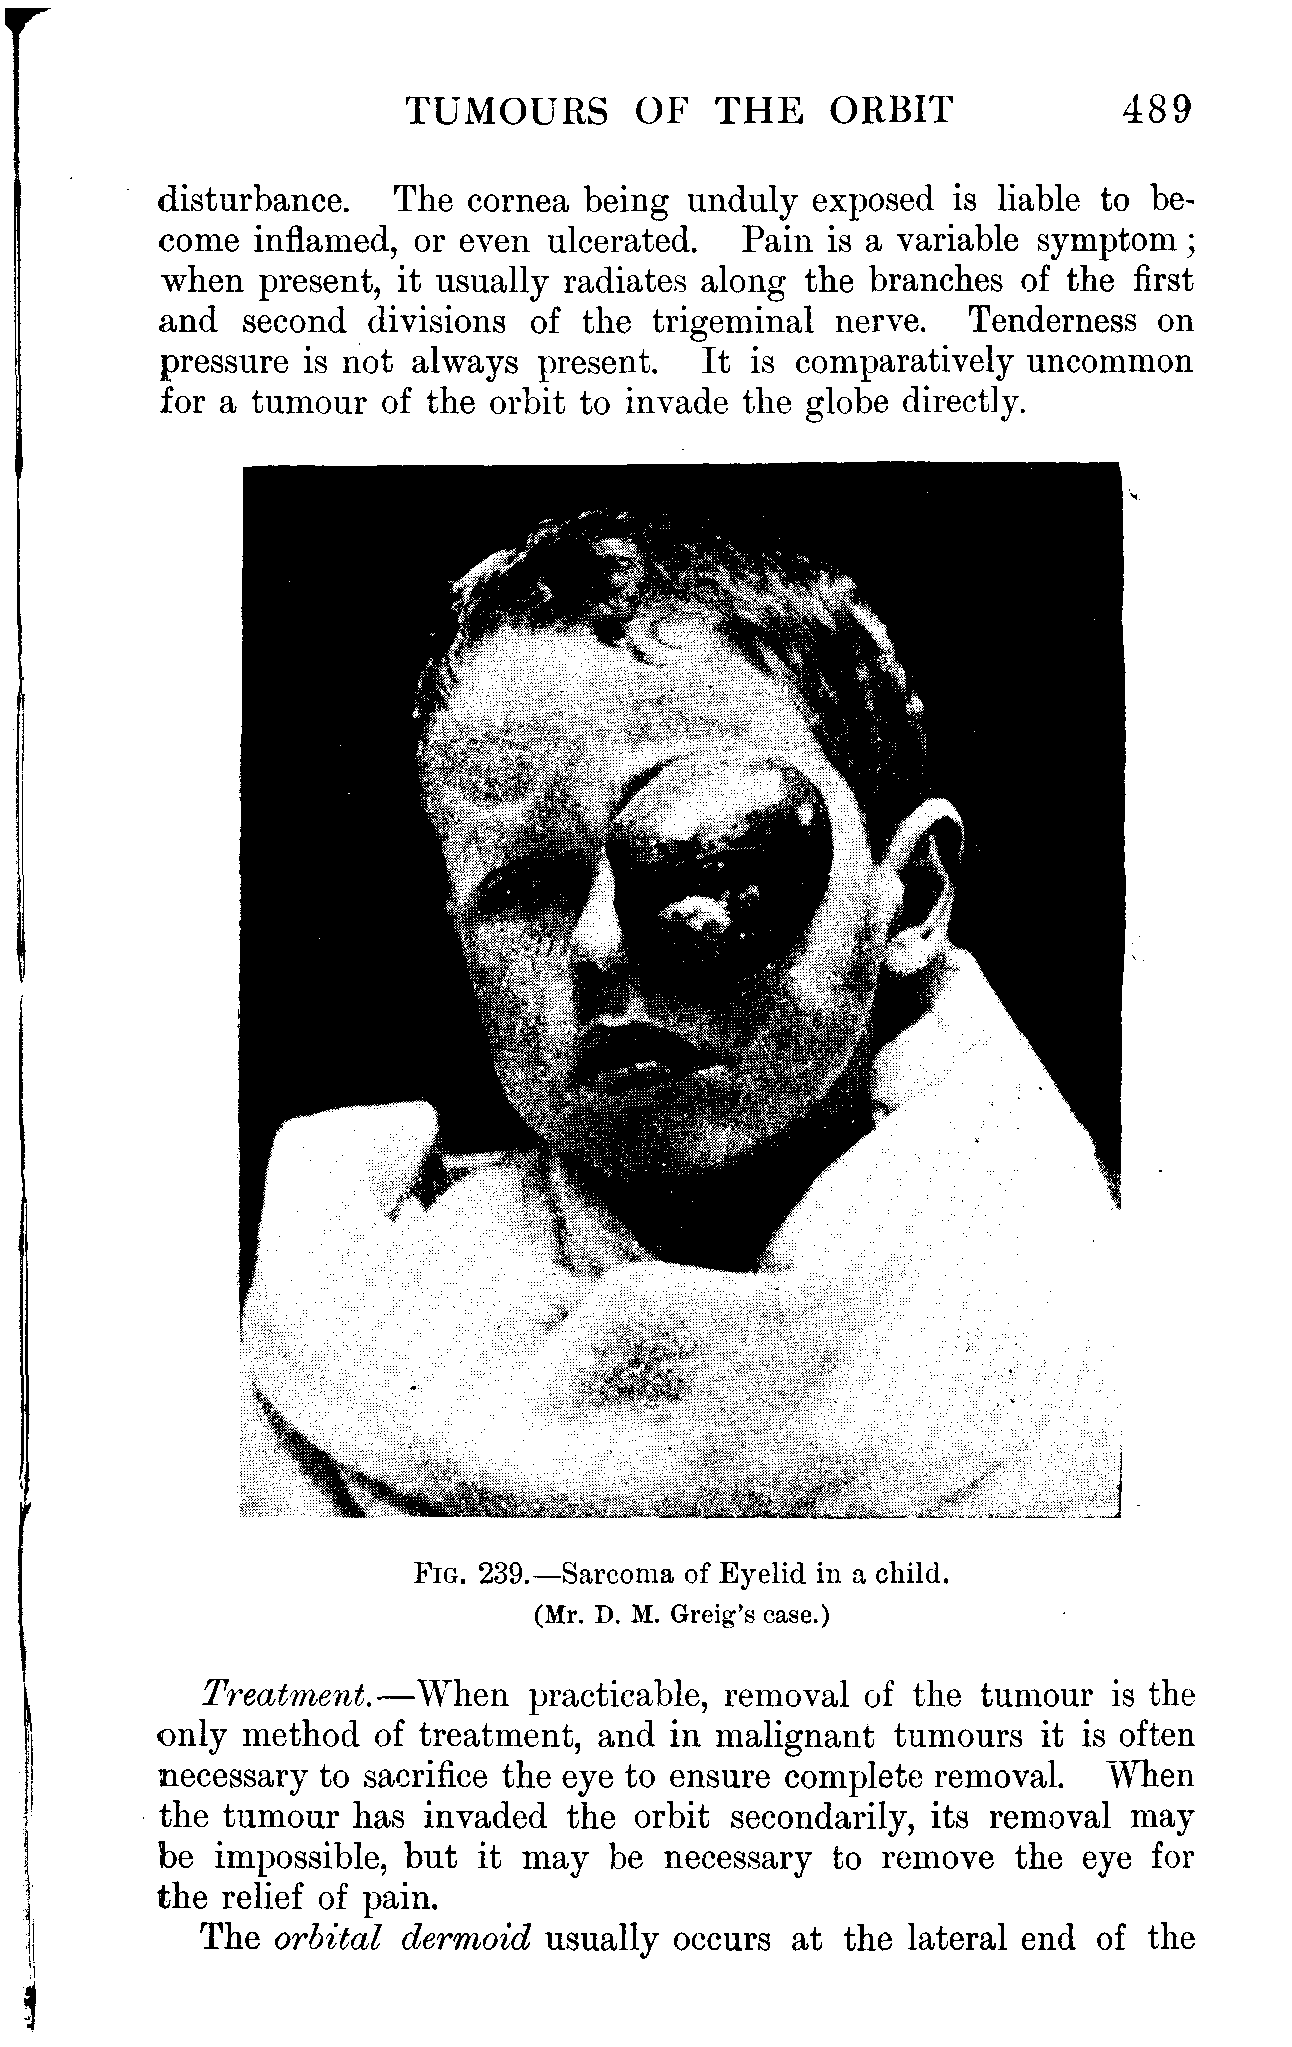 TUMOURS OF THE ORBIT 489
disturbance. The cornea being unduly exposed is liable to be-
come inflamed, or even ulcerated. Pain is a variable symptom;
when present, it usually radiates along the branches of the first
and second divisions of the trigeminal nerve. Tenderness on
pressure is not always present. It is comparatively uncommon
for a tumour of the orbit to invade the globe directly.
FIG. 239.—Sarcoma of Eyelid in a child.
(Mr. D. M. Greig's case.)
Treatment.—When practicable, removal of the tumour is the
only method of treatment, and in malignant tumours it is often
necessary to sacrifice the eye to ensure complete removal. When
the tumour has invaded the orbit secondarily, its removal may
be impossible, but it may be necessary to remove the eye for
the relief of pain.
The orbital dermoid usually occurs at the lateral end of the